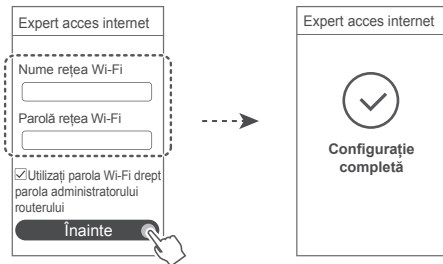 Expert acces internet
Nume rețea Wi-Fi
Parolă rețea Wi-Fi
Utilizați parola Wi-Fi drept
parola administratorului
routerului
Înainte
Expert acces internet
Configurație
completă